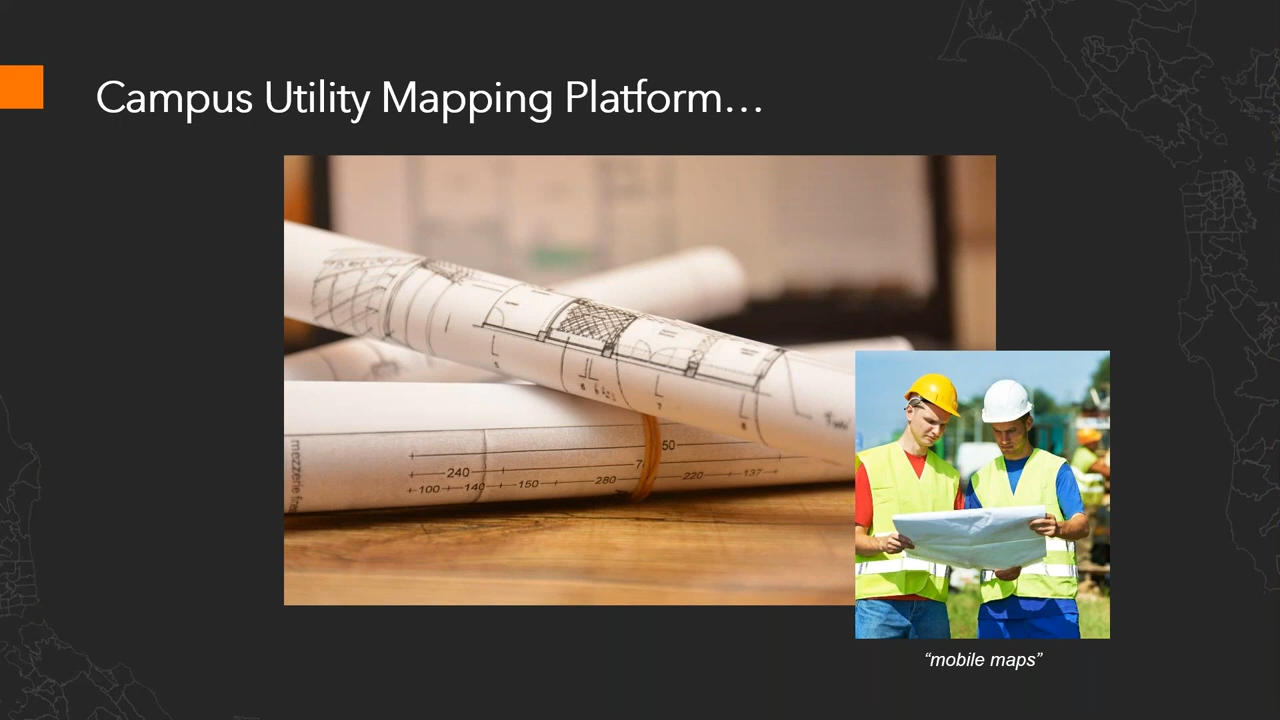 Campus Utility Mapping Platform…
50
240
100 140 150 280 220 137
“mobile maps”